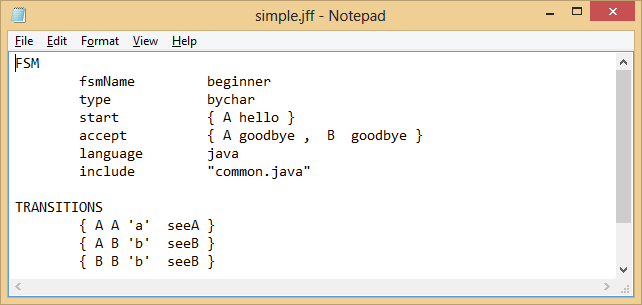 simple.jff - Notepad
File Edit Format View Help
FSM
fsmName beginner
type bychar
start { A hello }
accept { A goodbye , B goodbye }
language java
include "common.java"
TRANSITIONS
{ A A 'a' seeA }
{ A B 'b' seeB }
{ B B 'b' seeB }